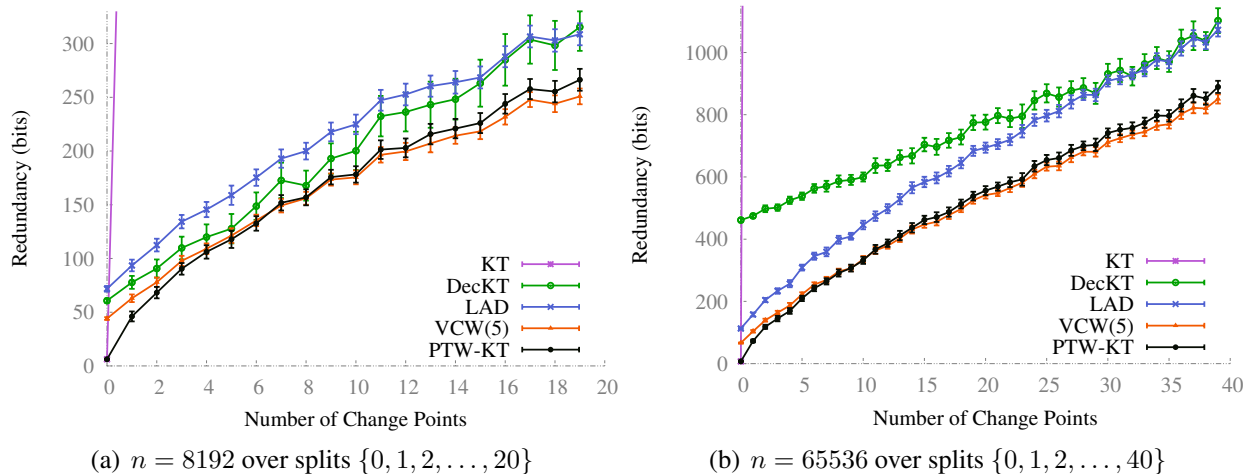 Redundancy (bits)
300
250
200
150
100
50
0
KT
DecKT
LAD
VCW(5)
PTW-KT
0 2 4 6 8 10 12 14 16 18 20
Number of Change Points
(a) n = 8192 over splits {0, 1, 2, . . . , 20}
Redundancy (bits)
1000
800
600
400
200
0
KT
DecKT
LAD
VCW(5)
PTW-KT
0 5 10 15 20 25 30 35 40
Number of Change Points
(b) n = 65536 over splits {0, 1, 2, . . . , 40}